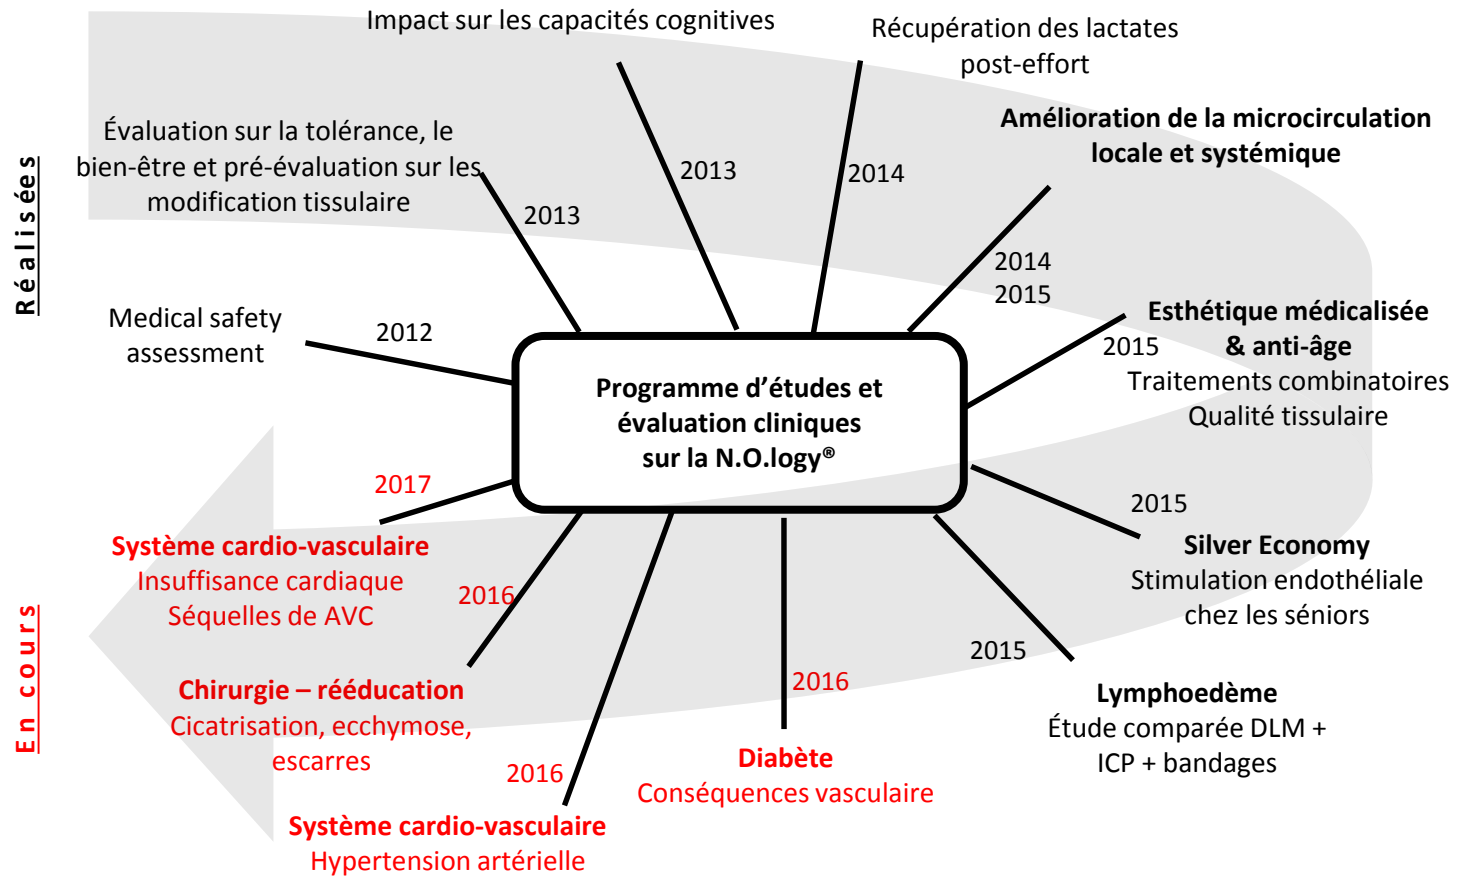 Impact sur les capacités cognitives
Récupération des lactates
post-effort
Amélioration de la microcirculation
locale et systémique
Évaluation sur la tolérance, le
bien-être et pré-évaluation sur les
modification tissulaire
2013
2013
2014
2014
2015
Réalisées
Medical safety
assessment
2012
Esthétique médicalisée
& anti-âge
Traitements combinatoires
Qualité tissulaire
2015
Programme d’études et
évaluation cliniques
sur la N.O.logy®
2015
Silver Economy
Stimulation endothéliale
chez les séniors
2015
Lymphoedème
Étude comparée DLM +
ICP + bandages
2016
Diabète
Conséquences vasculaire
2016
Système cardio-vasculaire
Hypertension artérielle
2016
Chirurgie – rééducation
Cicatrisation, ecchymose,
escarres
2017
Système cardio-vasculaire
Insuffisance cardiaque
Séquelles de AVC
En cours